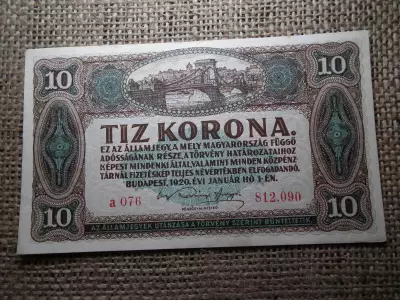 10 10
TIZ KORONA.
EZ AZ ÁLLAMJEGY, A MELY MAGYARORSZÁG FÜGGŐ
ADÓSSÁGÁNAK RÉSZE, A TÖRVÉNY HATÁROZATAIHOZ
KÉPEST MINDENKI ÁLTAL, VALAMINT MINDEN KÖZPÉNZ-
TÁRNÁL FIZETÉSKÉP TELJES NÉVÉRTÉKBEN ELFOGADANDÓ.
BUDAPEST, 1920. ÉVI JANUÁR HÓ 1-ÉN.
a 076 812.090
PÉNZÜGYMINISZTER
10 10
AZ ÁLLAMJEGYEK UTÁNZÁSA A TÖRVÉNY SZERINT BÜNTETTETIK.